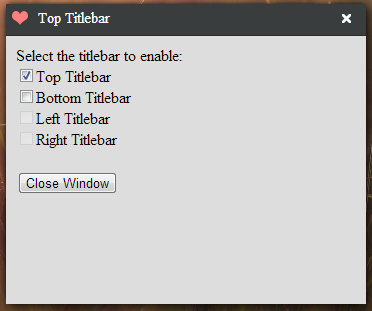 Top Titlebar
Select the titlebar to enable:
Top Titlebar
Bottom Titlebar
Left Titlebar
Right Titlebar
Close Window